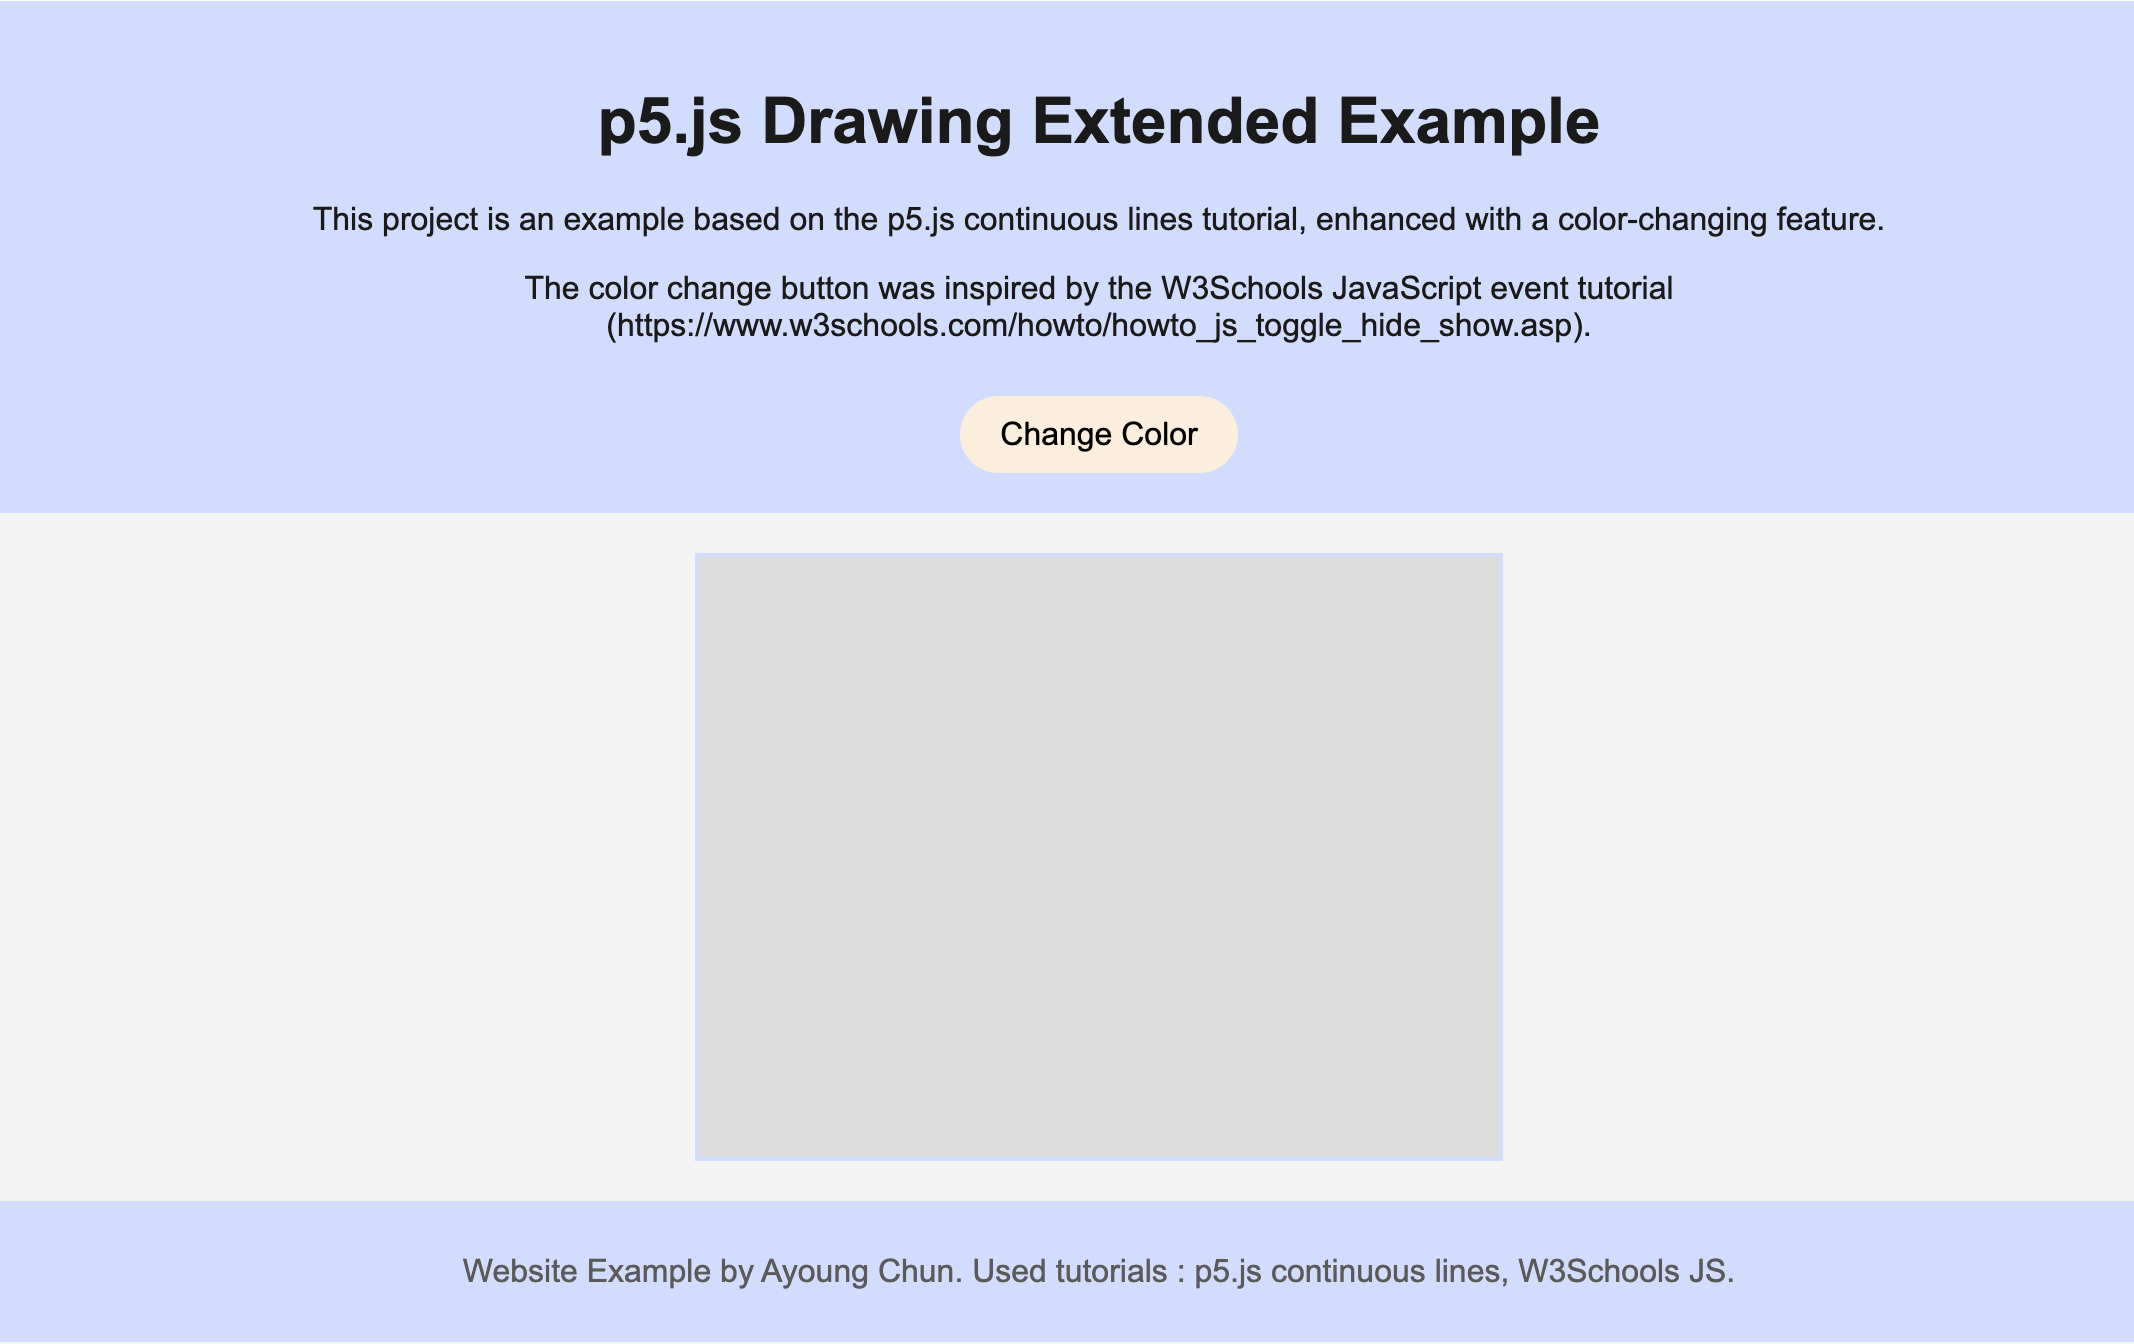 p5.js Drawing Extended Example
This project is an example based on the p5.js continuous lines tutorial, enhanced with a color-changing feature.
The color change button was inspired by the W3Schools JavaScript event tutorial
(https://www.w3schools.com/howto/howto_js_toggle_hide_show.asp).
Change Color
Website Example by Ayoung Chun. Used tutorials : p5.js continuous lines, W3Schools JS.